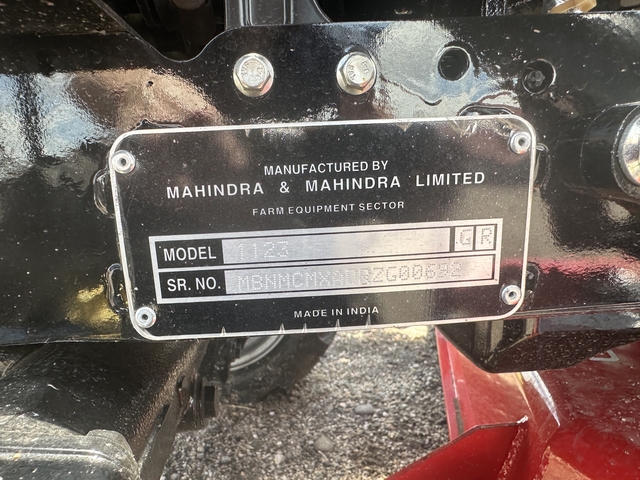 MANUFACTURED BY
MAHINDRA & MAHINDRA LIMITED
FARM EQUIPMENT SECTOR
MODEL 1123 .GR
SR. NO.
MADE IN INDIA